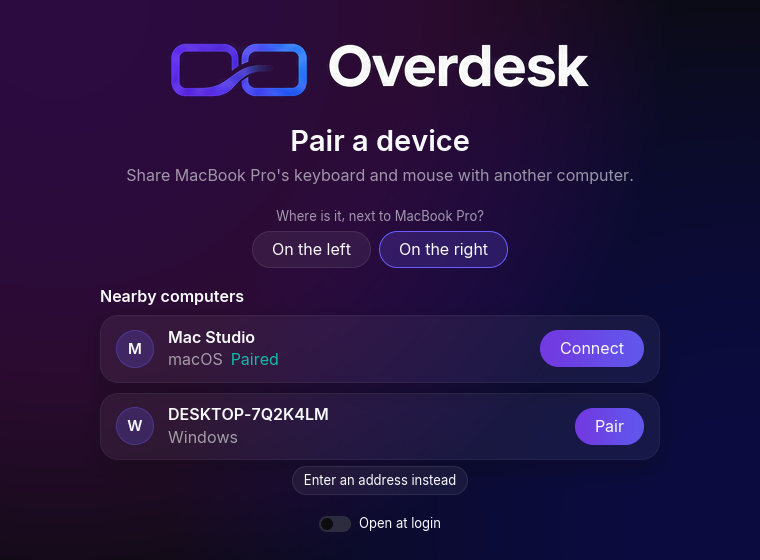 Overdesk
Pair a device
Share MacBook Pro's keyboard and mouse with another computer.
Where is it, next to MacBook Pro?
On the left
On the right
Nearby computers
M
Mac Studio
macOS Paired
Connect
W
DESKTOP-7Q2K4LM
Windows
Pair
Enter an address instead
Open at login